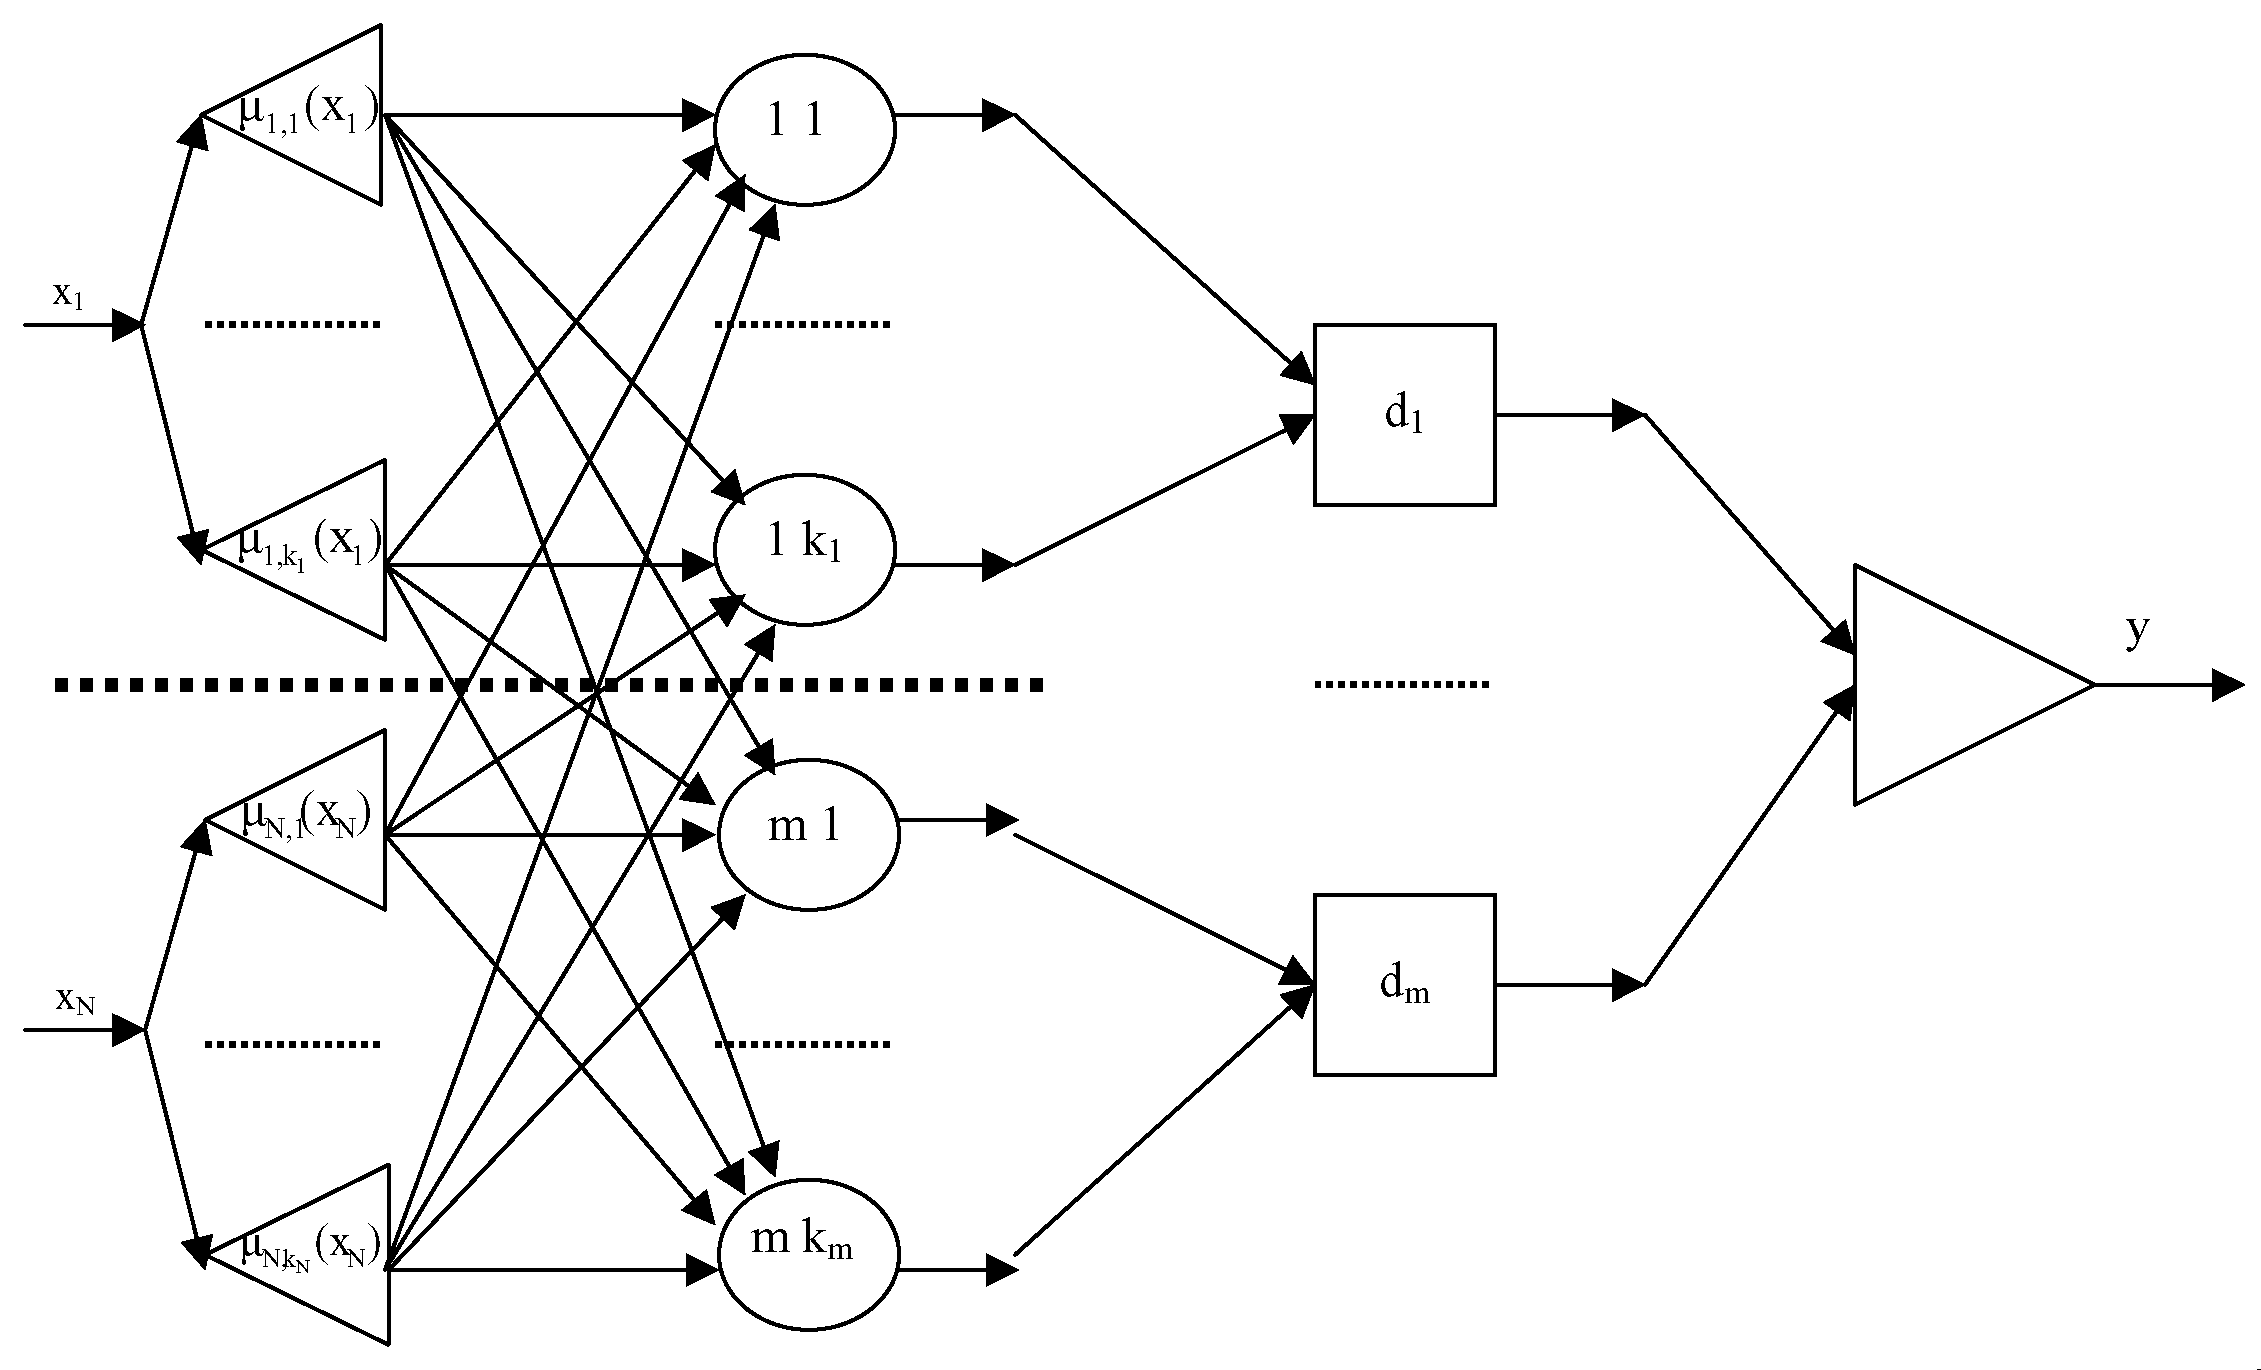 μ1,1(x1)
1 1
x1
d1
μ1,k1(x1)
1 k1
y
μN,1(xN)
m 1
xN
dm
μN,kN(xN)
m km